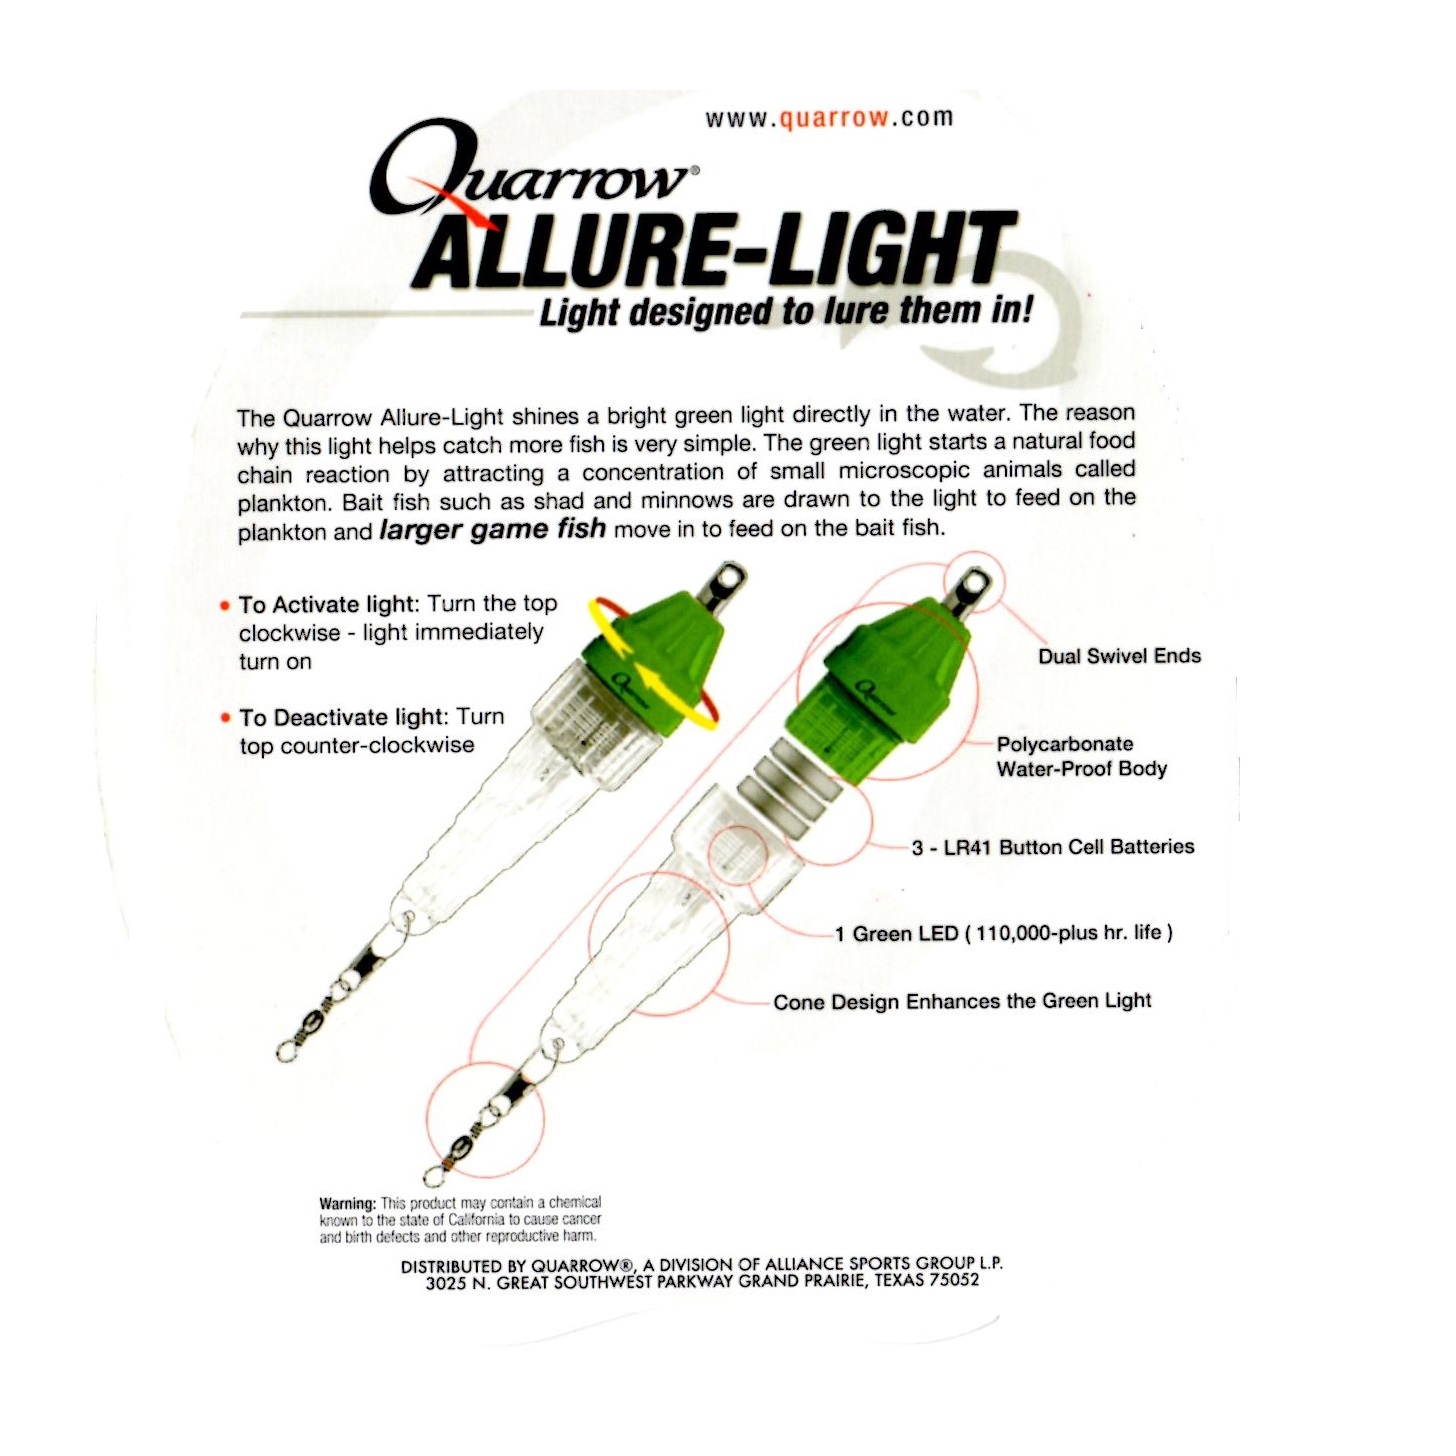 www.quarrow.com
Quarrow®
ALLURE-LIGHT
Light designed to lure them in!
The Quarrow Allure-Light shines a bright green light directly in the water. The reason
why this light helps catch more fish is very simple. The green light starts a natural food
chain reaction by attracting a concentration of small microscopic animals called
plankton. Bait fish such as shad and minnows are drawn to the light to feed on the
plankton and larger game fish move in to feed on the bait fish.
• To Activate light: Turn the top
clockwise - light immediately
turn on
• To Deactivate light: Turn
top counter-clockwise
Quarrow
Quarrow
Dual Swivel Ends
Polycarbonate
Water-Proof Body
3 - LR41 Button Cell Batteries
1 Green LED ( 110,000-plus hr. life )
Cone Design Enhances the Green Light
Warning: This product may contain a chemical
known to the state of California to cause cancer
and birth defects and other reproductive harm.
DISTRIBUTED BY QUARROW®, A DIVISION OF ALLIANCE SPORTS GROUP L.P.
3025 N. GREAT SOUTHWEST PARKWAY GRAND PRAIRIE, TEXAS 75052